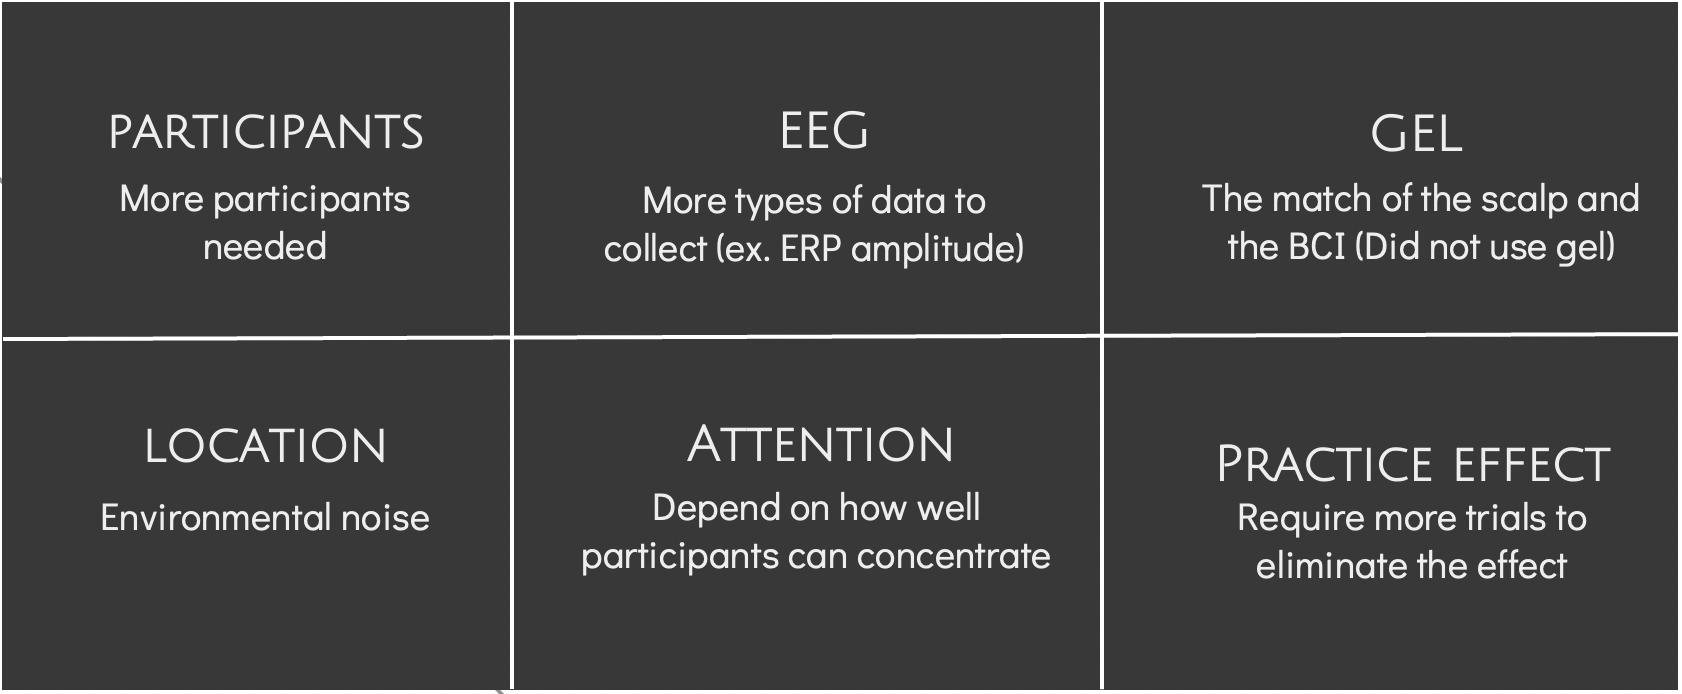 PARTICIPANTS
More participants
needed
EEG
More types of data to
collect (ex. ERP amplitude)
GEL
The match of the scalp and
the BCI (Did not use gel)
LOCATION
Environmental noise
ATTENTION
Depend on how well
participants can concentrate
PRACTICE EFFECT
Require more trials to
eliminate the effect